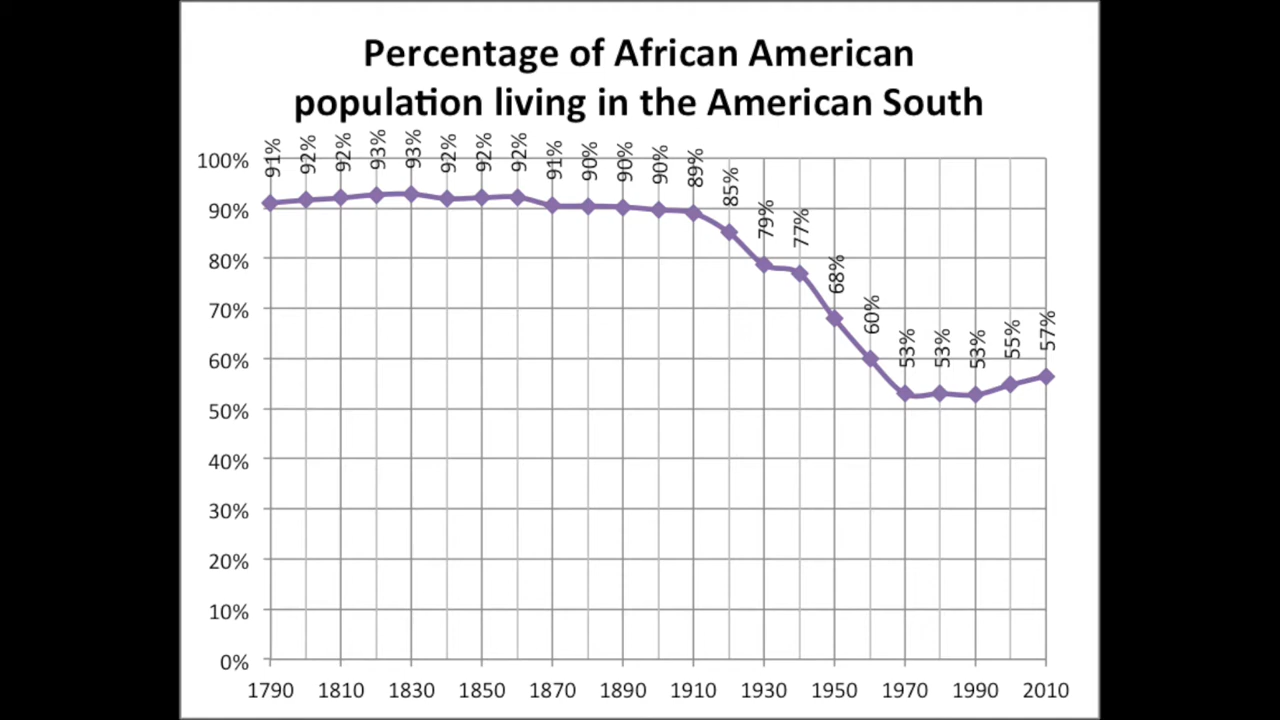 Percentage of African American
population living in the American South
91% 92% 92% 93% 93% 92% 92% 92% 91% 90% 90% 90% 89% 85% 79% 77% 68% 60% 53% 53% 53% 55% 57%
100%
90%
80%
70%
60%
50%
40%
30%
20%
10%
0%
1790 1810 1830 1850 1870 1890 1910 1930 1950 1970 1990 2010